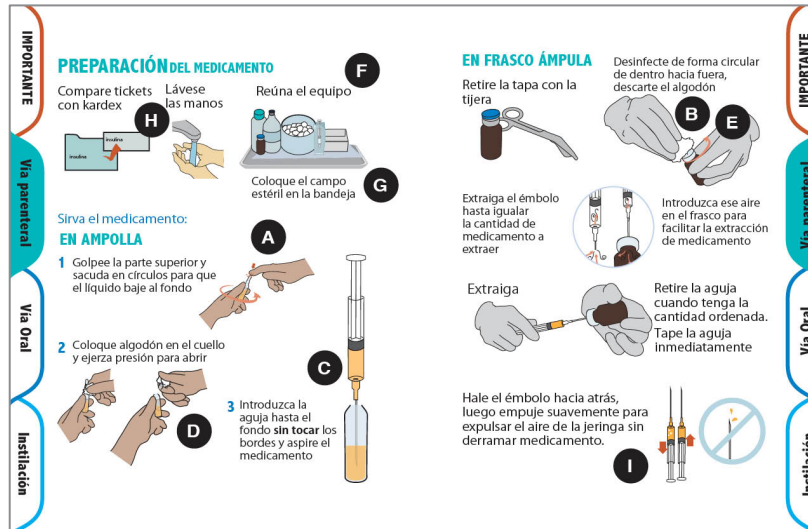 IMPORTANTE
Vía parenteral
Vía Oral
Instilación
PREPARACIÓN DEL MEDICAMENTO
F
Compare tickets
con kardex
H
insulina
insulina
Lávese
las manos
Reúna el equipo
Coloque el campo
estéril en la bandeja
G
Sirva el medicamento:
EN AMPOLLA
A
1 Golpee la parte superior y
sacuda en círculos para que
el líquido baje al fondo
2 Coloque algodón en el cuello
y ejerza presión para abrir
D
C
3 Introduzca la
aguja hasta el
fondo sin tocar los
bordes y aspire el
medicamento
EN FRASCO ÁMPULA
Retire la tapa con la
tijera
Desinfecte de forma circular
de dentro hacia fuera,
descarte el algodón
B
E
Extraiga el émbolo
hasta igualar
la cantidad de
medicamento a
extraer
Introduzca ese aire
en el frasco para
facilitar la extracción
de medicamento
Extraiga
Retire la aguja
cuando tenga la
cantidad ordenada.
Tape la aguja
inmediatamente
Hale el émbolo hacia atrás,
luego empuje suavemente para
expulsar el aire de la jeringa sin
derramar medicamento.
I
IMPORTANTE
Vía parenteral
Vía Oral
Instilación